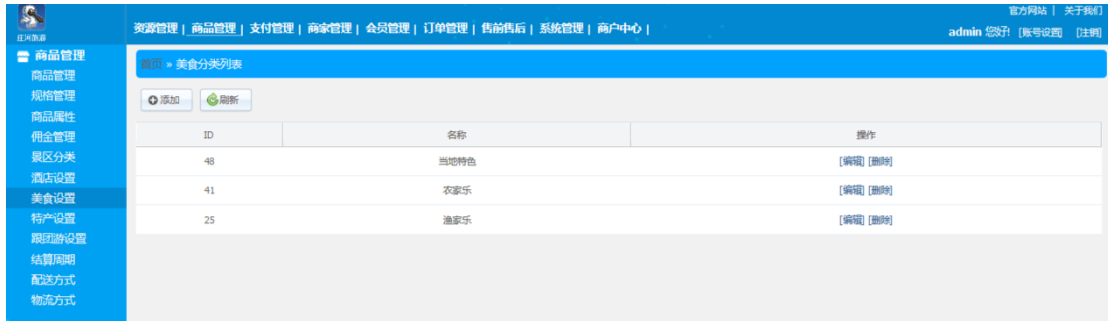 官方网站 | 关于我们
资源管理 | 商品管理 | 支付管理 | 商家管理 | 会员管理 | 订单管理 | 售前售后 | 系统管理 | 商户中心 |
admin 您好! [账号设置] [注销]
商品管理
商品管理
规格管理
商品属性
佣金管理
景区分类
酒店设置
美食设置
特产设置
跟团游设置
结算周期
配送方式
物流方式
首页 » 美食分类列表
添加 刷新
ID 名称 操作
48 当地特色 [编辑] [删除]
41 农家乐 [编辑] [删除]
25 渔家乐 [编辑] [删除]